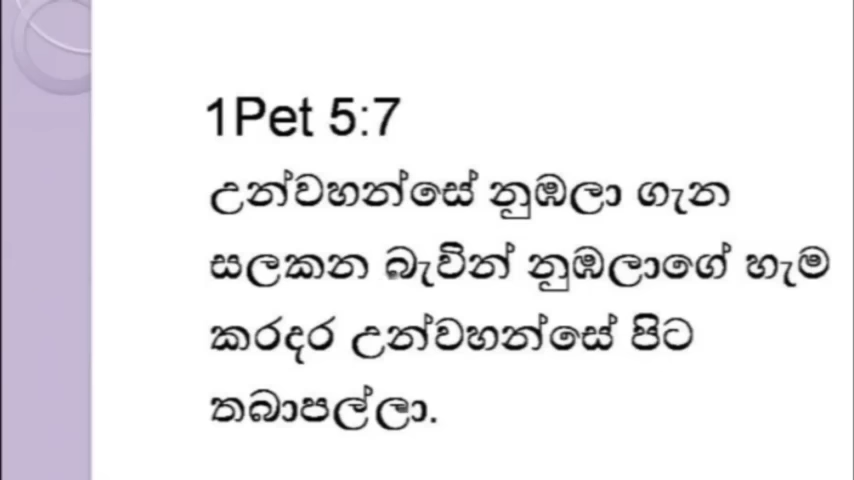 1Pet 5:7
උන්වහන්සේ නුඹලා ගැන
සලකන බැවින් නුඹලාගේ හැම
කරදර උන්වහන්සේ පිට
තබාපල්ලා.